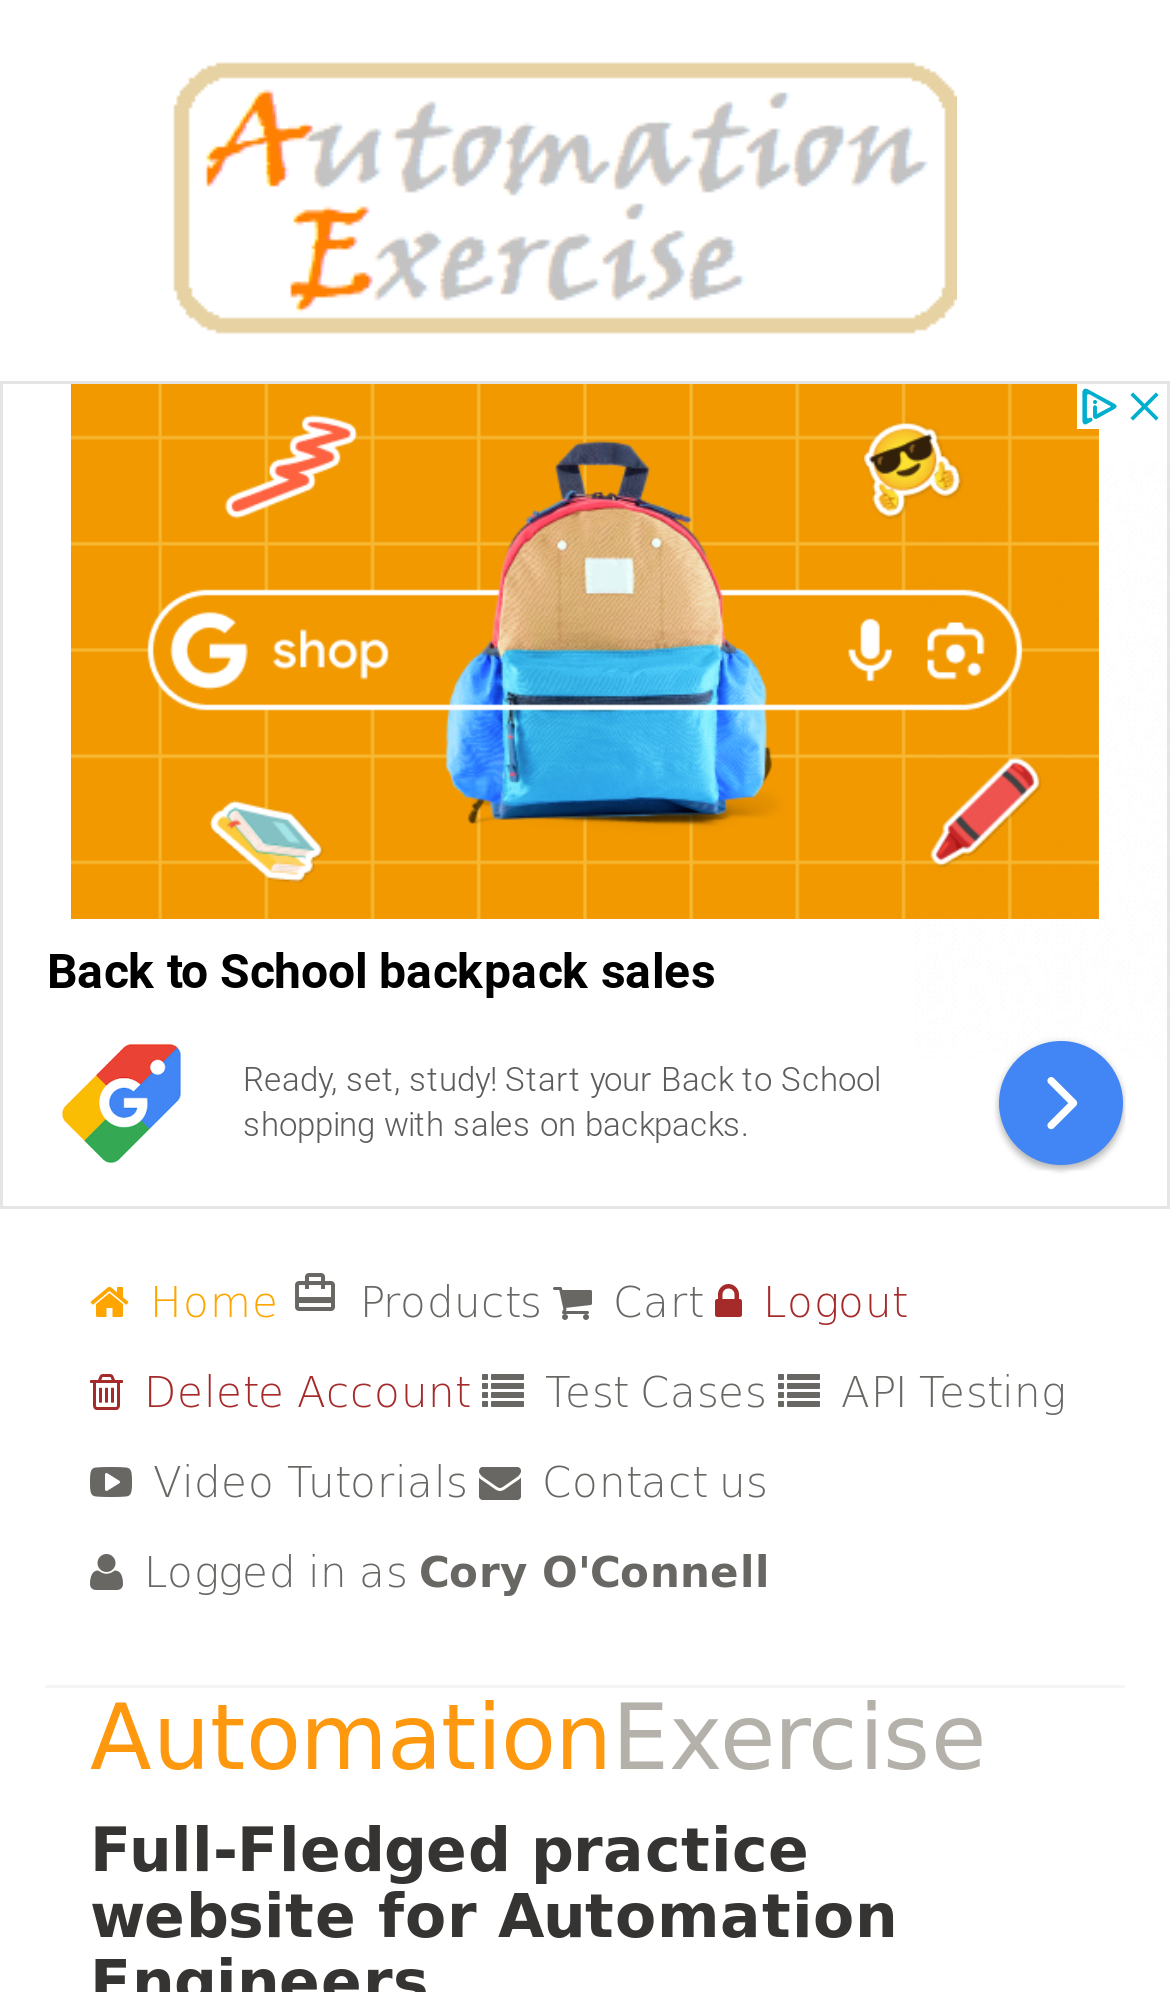 Automation
Exercise
G shop
Back to School backpack sales
G
Ready, set, study! Start your Back to School
shopping with sales on backpacks.
Home Products Cart Logout
Delete Account Test Cases API Testing
Video Tutorials Contact us
Logged in as Cory O'Connell
AutomationExercise
Full-Fledged practice
website for Automation
Engineers